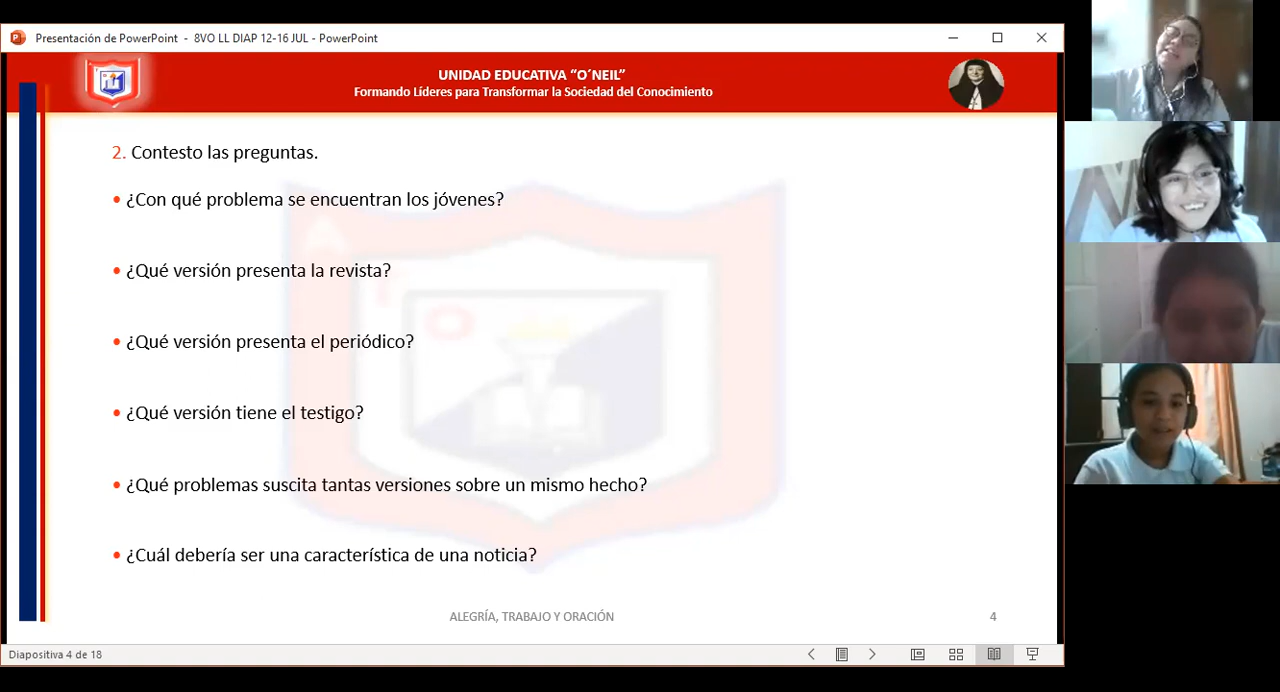 Presentación de PowerPoint - 8VO LL DIAP 12-16 JUL - PowerPoint
UNIDAD EDUCATIVA “O´NEIL”
Formando Líderes para Transformar la Sociedad del Conocimiento
2. Contesto las preguntas.
• ¿Con qué problema se encuentran los jóvenes?
• ¿Qué versión presenta la revista?
• ¿Qué versión presenta el periódico?
• ¿Qué versión tiene el testigo?
• ¿Qué problemas suscita tantas versiones sobre un mismo hecho?
• ¿Cuál debería ser una característica de una noticia?
ALEGRÍA, TRABAJO Y ORACIÓN
4
Diapositiva 4 de 18